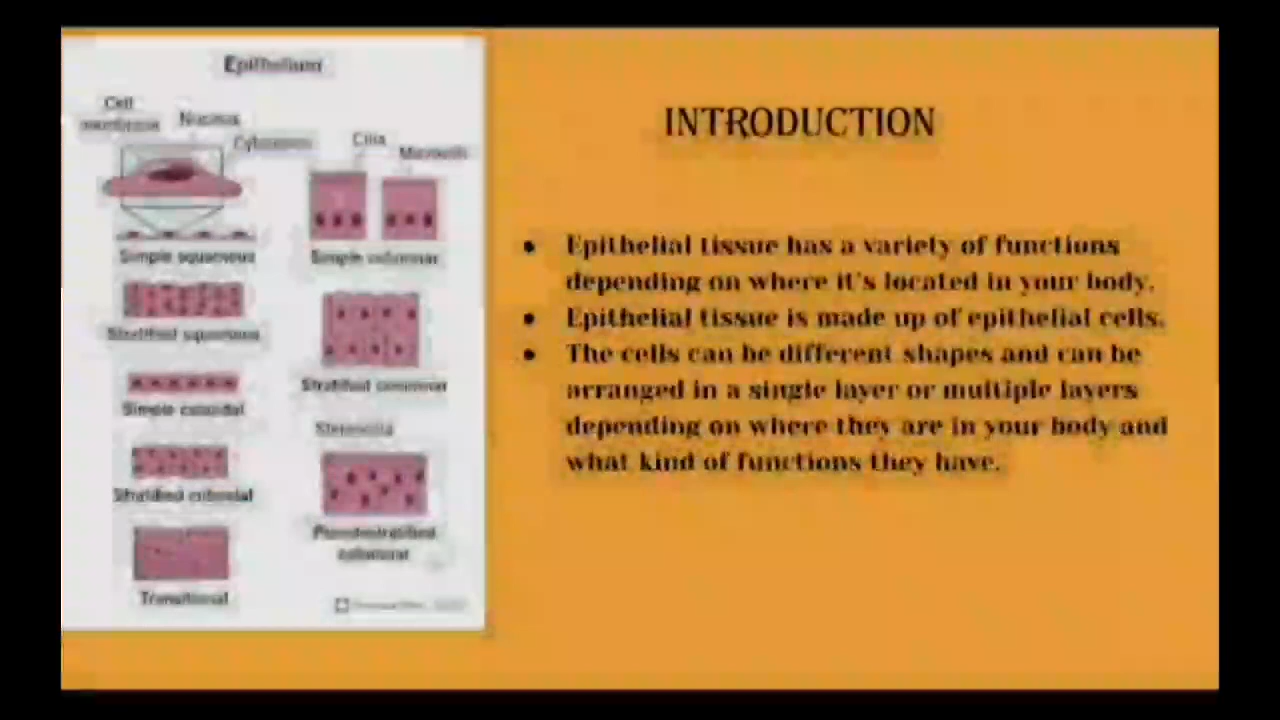 Epithelium
Cell
membrane
Nucleus
Cytoplasm
Cilia
Microvilli
Simple squamous
Simple columnar
Stratified squamous
Simple cuboidal
Stratified columnar
Stereocilia
Stratified cuboidal
Pseudostratified
columnar
Transitional
INTRODUCTION
● Epithelial tissue has a variety of functions
depending on where it's located in your body.
● Epithelial tissue is made up of epithelial cells.
● The cells can be different shapes and can be
arranged in a single layer or multiple layers
depending on where they are in your body and
what kind of functions they have.